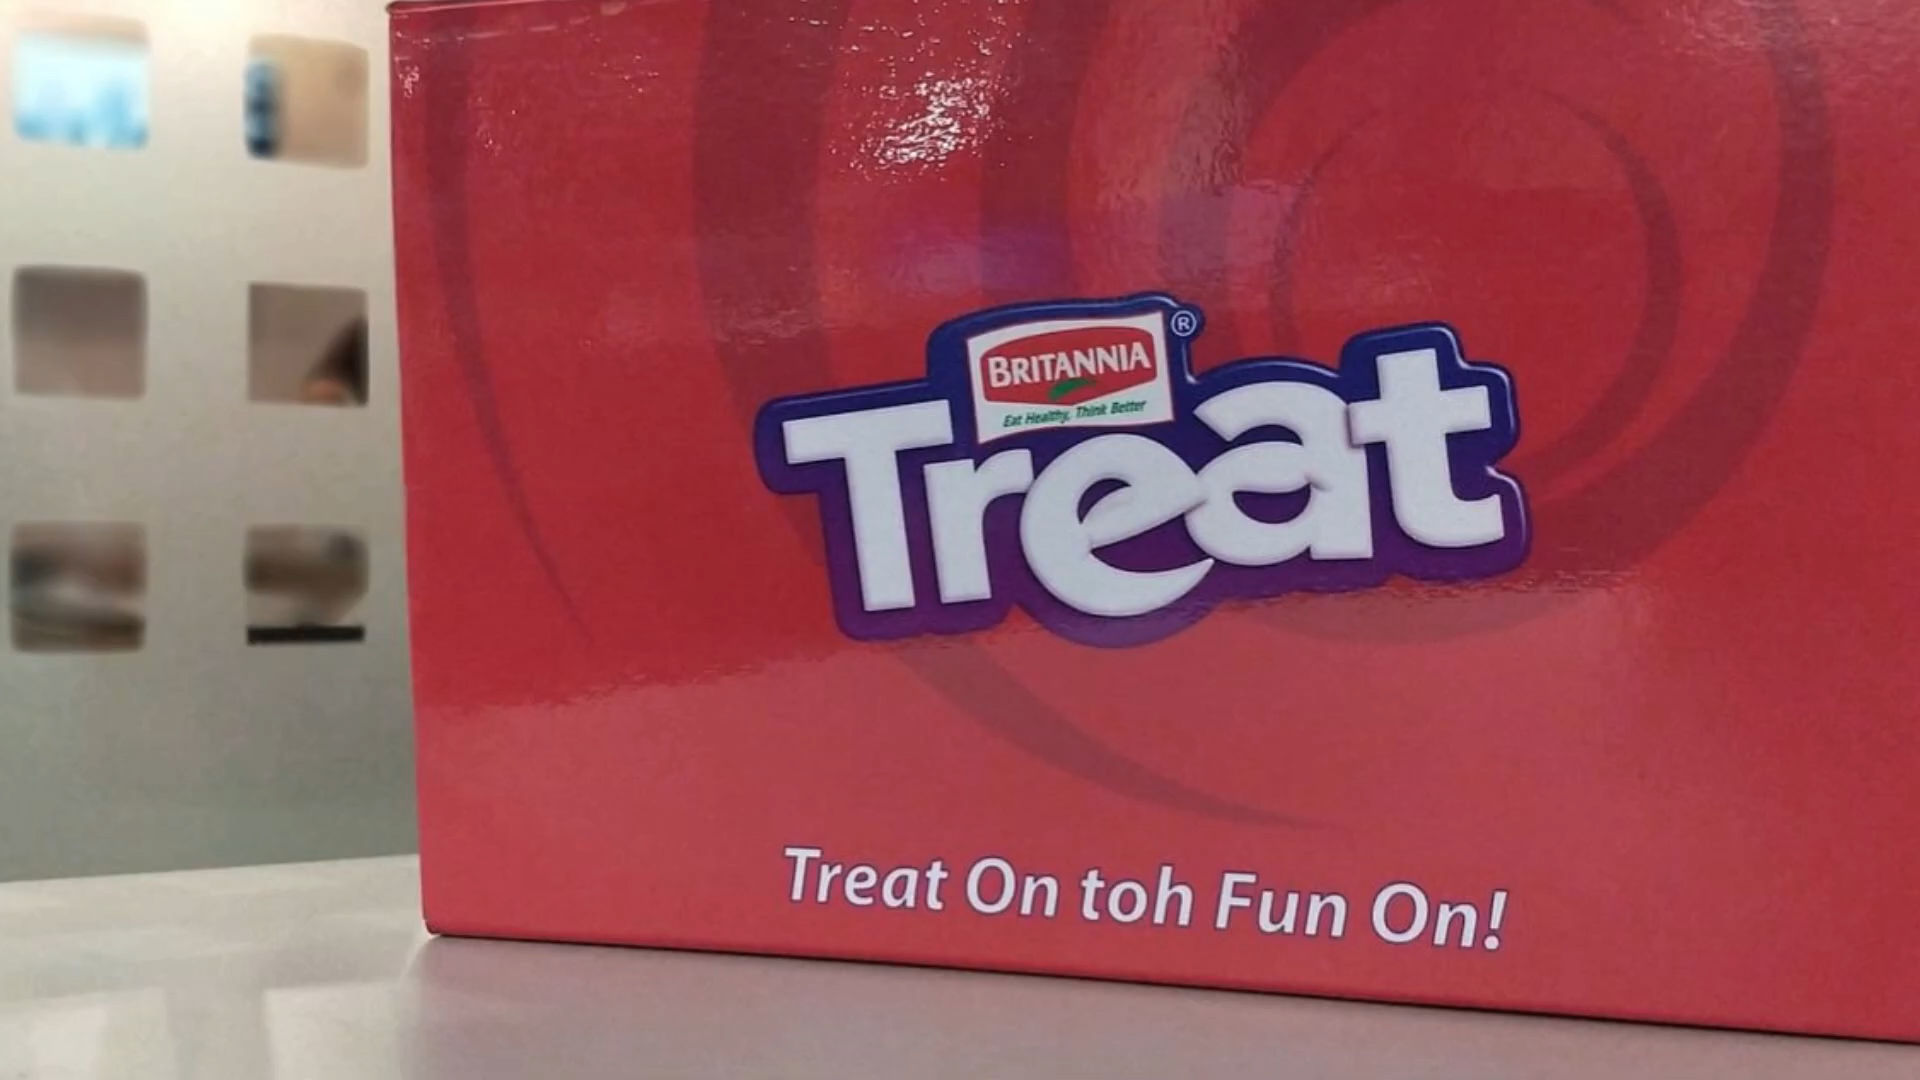 BRITANNIA
®
Eat Healthy, Think Better
Treat
Treat On toh Fun On!